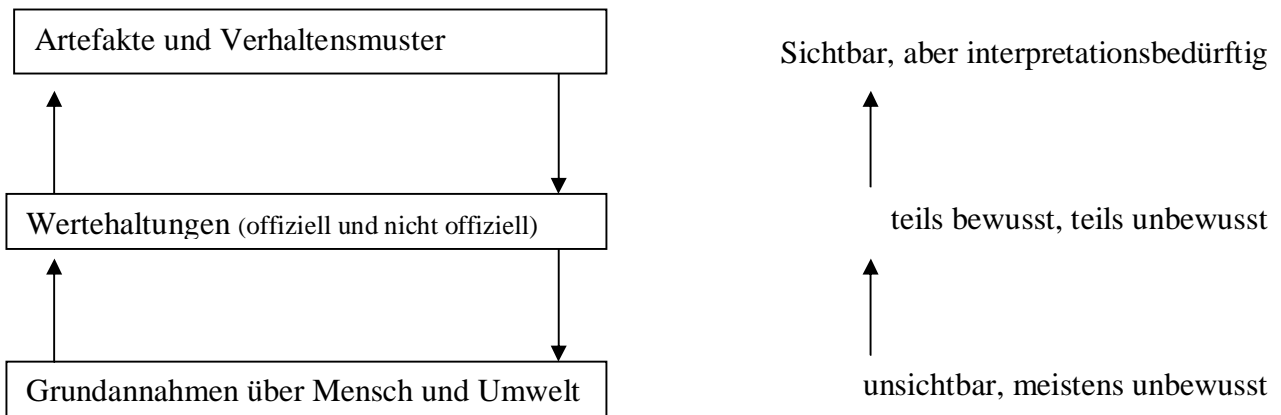 Artefakte und Verhaltensmuster
Sichtbar, aber interpretationsbedürftig
Wertehaltungen (offiziell und nicht offiziell)
teils bewusst, teils unbewusst
Grundannahmen über Mensch und Umwelt
unsichtbar, meistens unbewusst